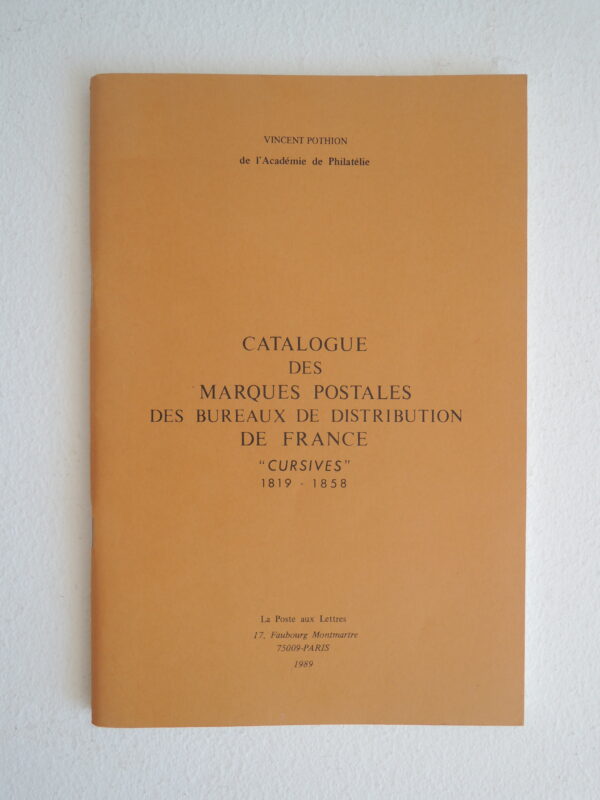 VINCENT POTHION
de l'Académie de Philatélie
CATALOGUE
DES
MARQUES POSTALES
DES BUREAUX DE DISTRIBUTION
DE FRANCE
"CURSIVES"
1819 - 1858
La Poste aux Lettres
17, Faubourg Montmartre
75009-PARIS
1989